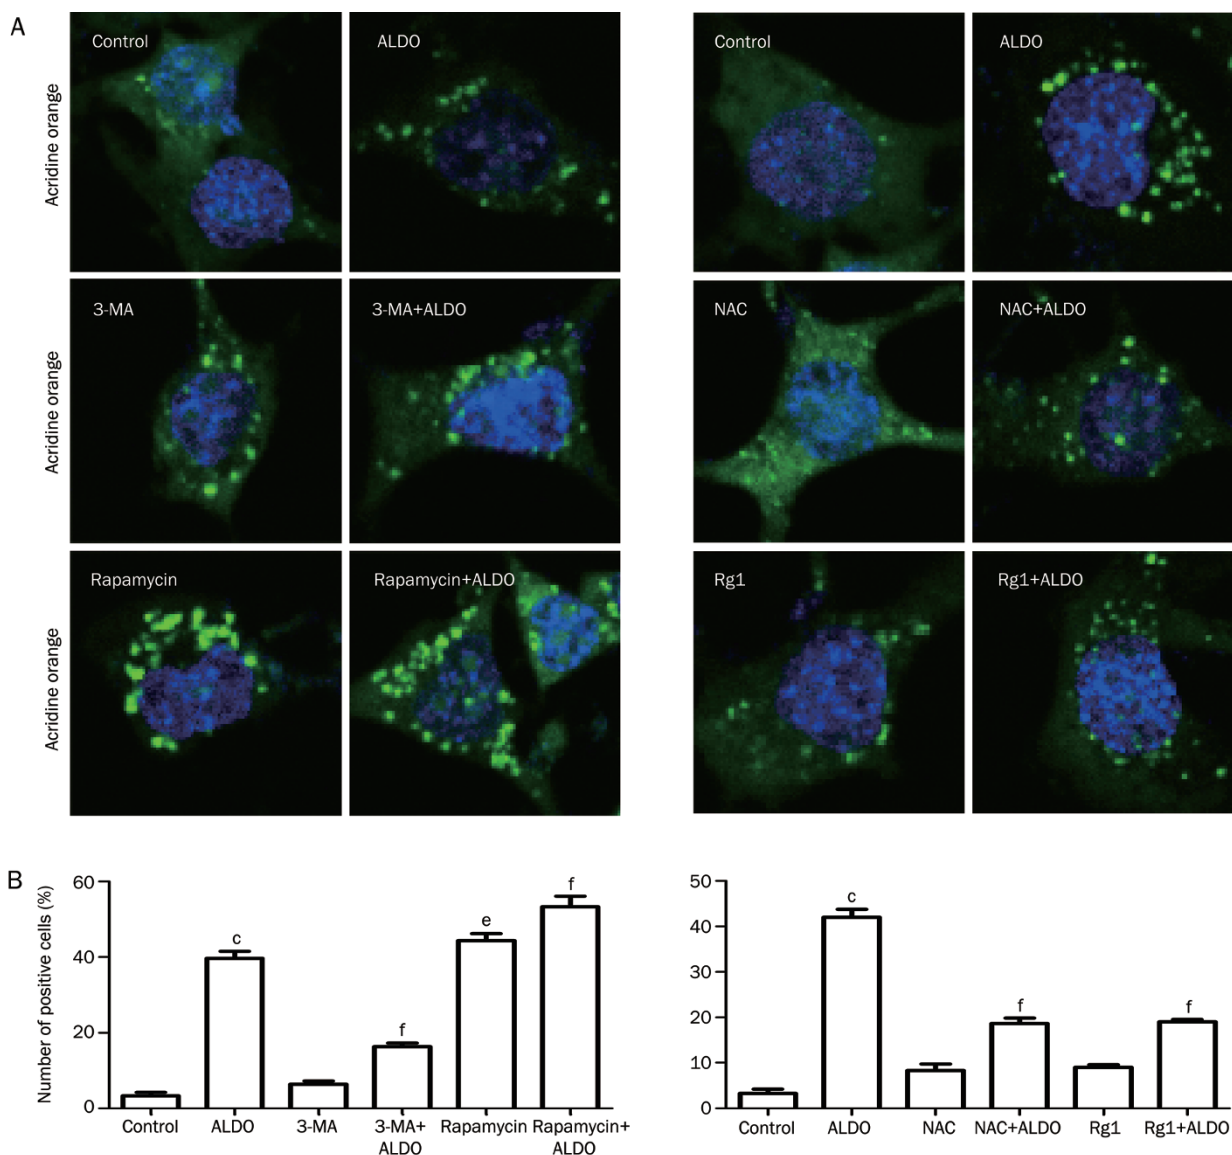 A
Control
ALDO
Control
ALDO
Acridine orange
3-MA
3-MA+ALDO
NAC
NAC+ALDO
Acridine orange
Rapamycin
Rapamycin+ALDO
Rg1
Rg1+ALDO
Acridine orange
B
Number of positive cells (%)
60
40
20
0
c
f
e
f
Control
ALDO
3-MA
3-MA+
ALDO
Rapamycin
Rapamycin+
ALDO
50
40
30
20
10
0
c
f
f
Control
ALDO
NAC
NAC+ALDO
Rg1
Rg1+ALDO